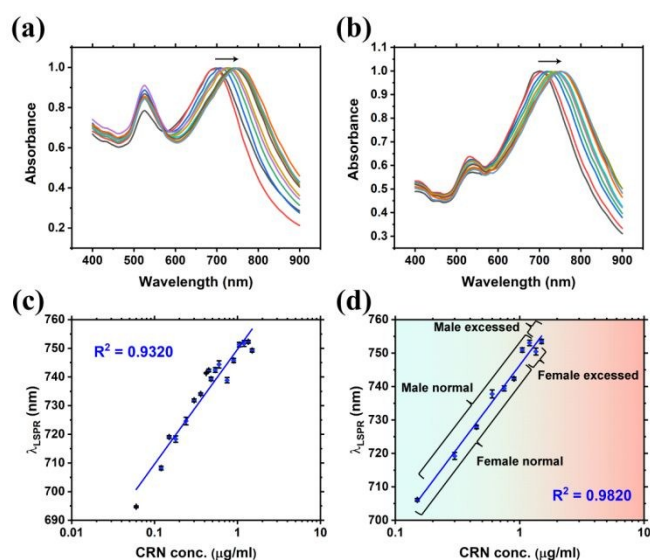 (a)
1.0
0.8
0.6
0.4
0.2
Absorbance
400 500 600 700 800 900
Wavelength (nm)
(b)
1.1
1.0
0.9
0.8
0.7
0.6
0.5
0.4
0.3
Absorbance
400 500 600 700 800 900
Wavelength (nm)
(c)
760
750
740
730
720
710
700
690
λLSPR (nm)
R² = 0.9320
0.01 0.1 1 10
CRN conc. (µg/ml)
(d)
760
750
740
730
720
710
700
λLSPR (nm)
Male excessed
Male normal
Female excessed
Female normal
R² = 0.9820
0.1 1 10
CRN conc. (µg/ml)